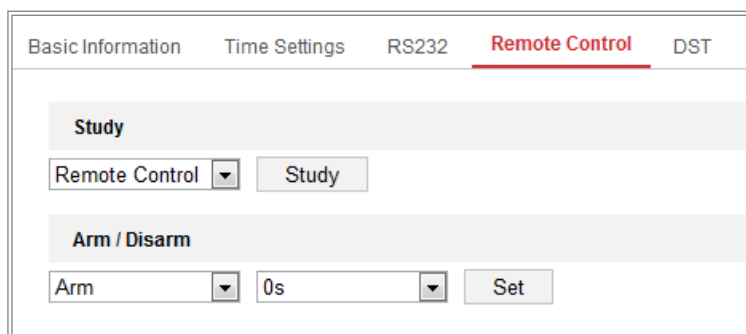 Basic Information Time Settings RS232 Remote Control DST
Study
Remote Control Study
Arm / Disarm
Arm 0s Set